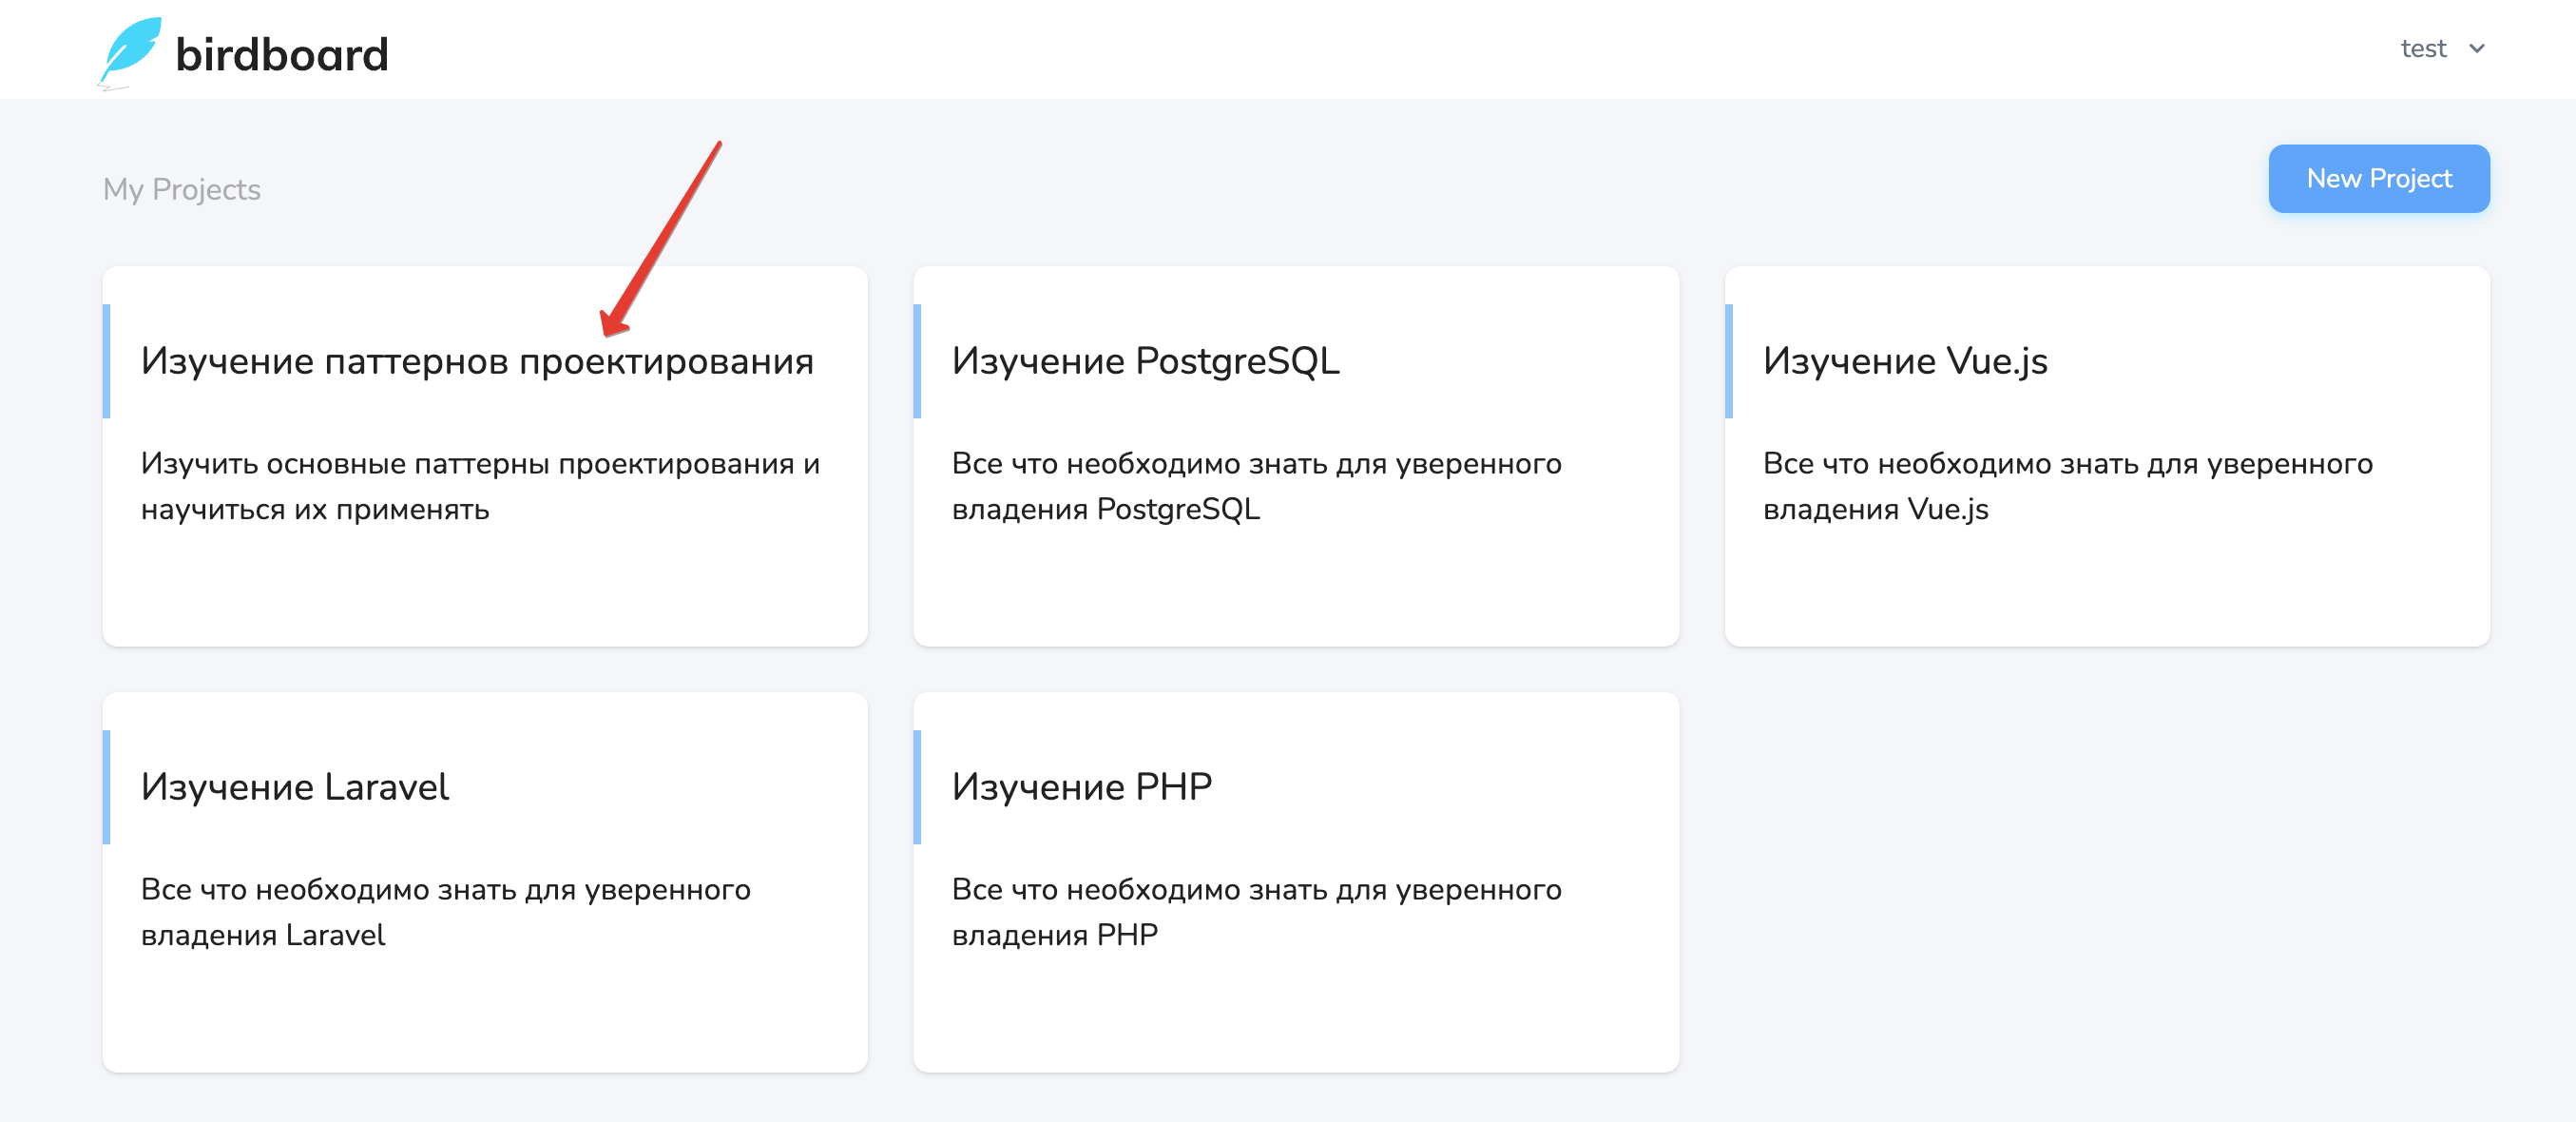 birdboard
test
My Projects
New Project
Изучение паттернов проектирования
Изучить основные паттерны проектирования и
научиться их применять
Изучение PostgreSQL
Все что необходимо знать для уверенного
владения PostgreSQL
Изучение Vue.js
Все что необходимо знать для уверенного
владения Vue.js
Изучение Laravel
Все что необходимо знать для уверенного
владения Laravel
Изучение PHP
Все что необходимо знать для уверенного
владения PHP